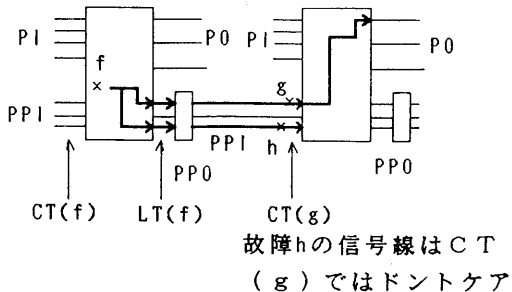 PI
PO
PI
PO
f
×
g
×
PPI
PPI
×
h
PPO
PPO
CT(f)
LT(f)
CT(g)
故障hの信号線はCT
(g)ではドントケア